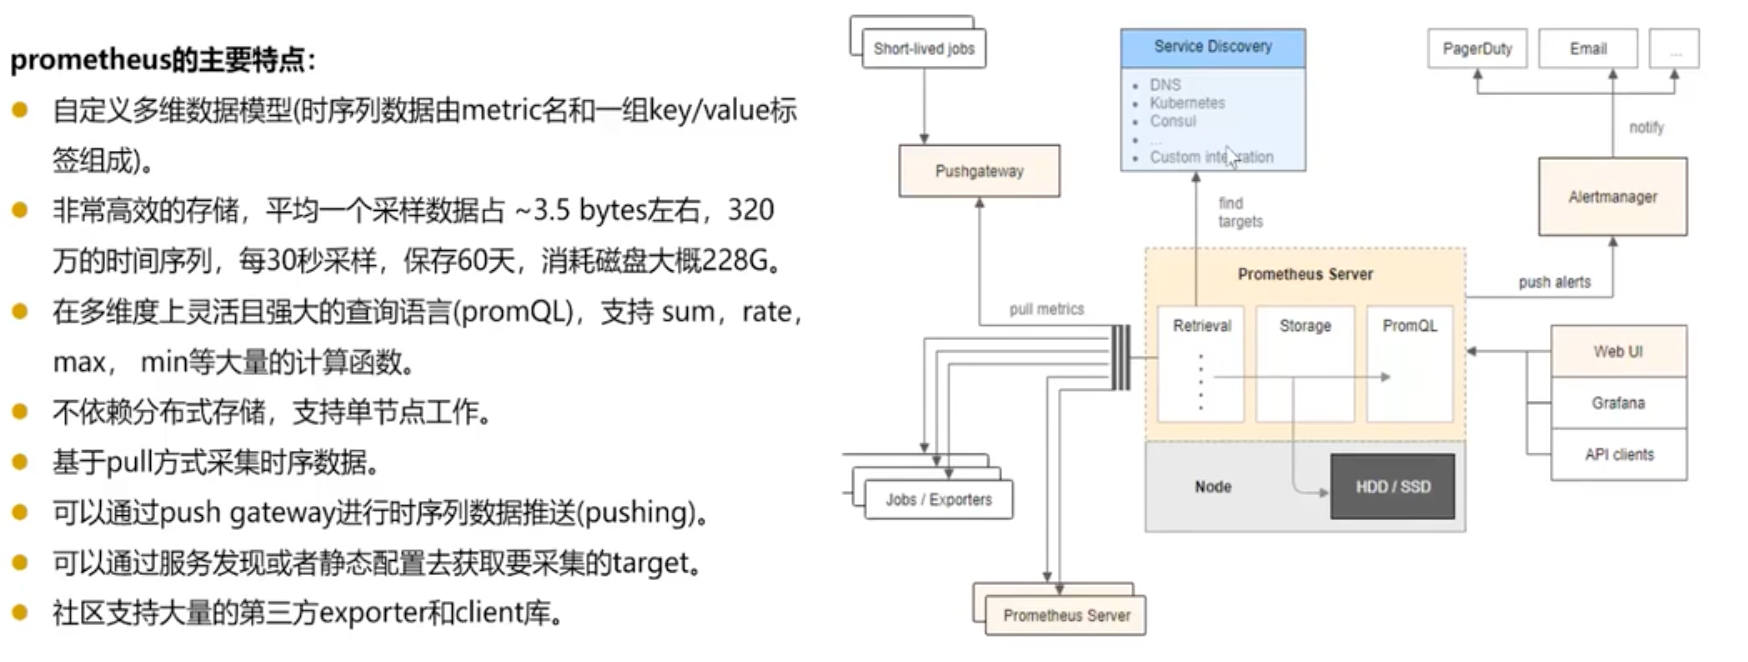 prometheus的主要特点：
自定义多维数据模型(时序列数据由metric名和一组key/value标
签组成)。
非常高效的存储，平均一个采样数据占 ~3.5 bytes左右，320
万的时间序列，每30秒采样，保存60天，消耗磁盘大概228G。
在多维度上灵活且强大的查询语言(promQL)，支持 sum，rate，
max， min等大量的计算函数。
不依赖分布式存储，支持单节点工作。
基于pull方式采集时序数据。
可以通过push gateway进行时序列数据推送(pushing)。
可以通过服务发现或者静态配置去获取要采集的target。
社区支持大量的第三方exporter和client库。
Short-lived jobs
Pushgateway
pull metrics
Jobs / Exporters
Prometheus Server
Service Discovery
DNS
Kubernetes
Consul
...
Custom integration
find
targets
Prometheus Server
Retrieval
Storage
PromQL
Node
HDD / SSD
PagerDuty
Email
...
notify
Alertmanager
push alerts
Web UI
Grafana
API clients